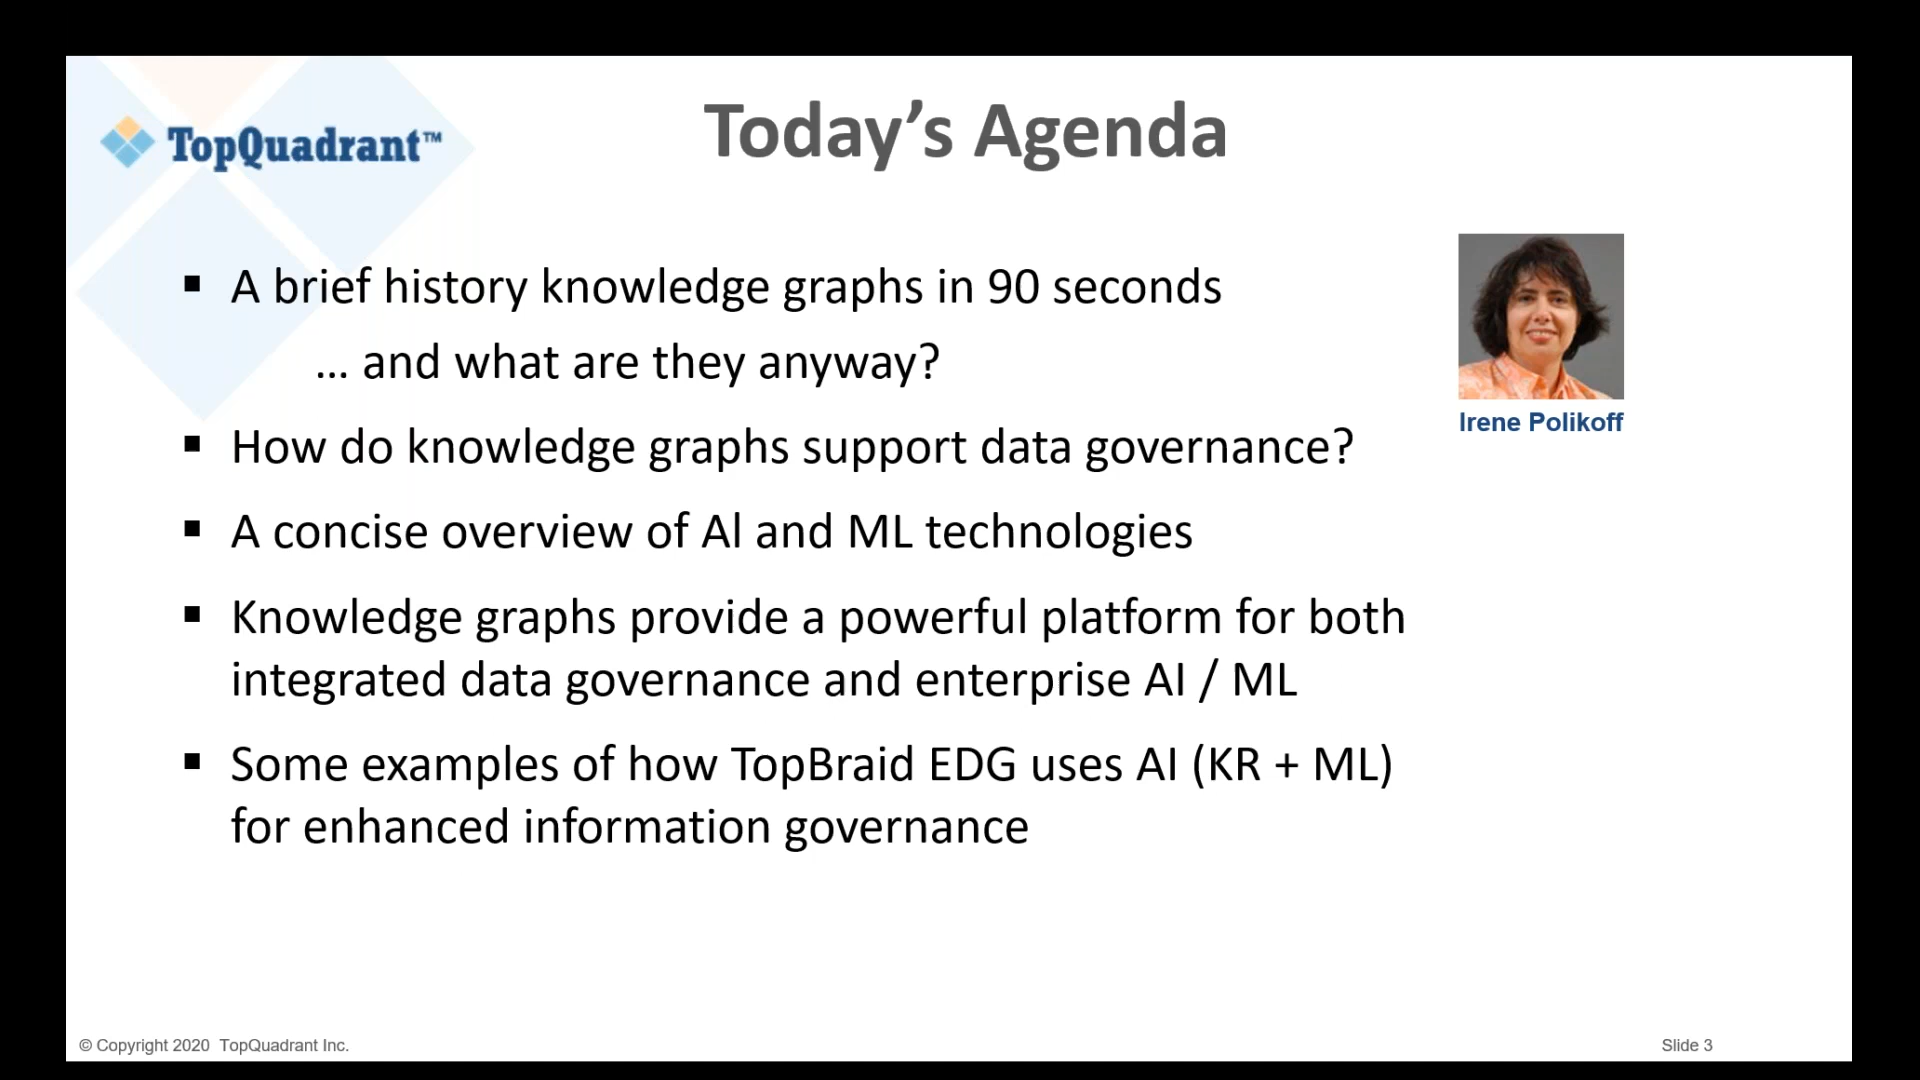 TopQuadrant™
Today’s Agenda
▪ A brief history knowledge graphs in 90 seconds
... and what are they anyway?
▪ How do knowledge graphs support data governance?
▪ A concise overview of Al and ML technologies
▪ Knowledge graphs provide a powerful platform for both
integrated data governance and enterprise AI / ML
▪ Some examples of how TopBraid EDG uses AI (KR + ML)
for enhanced information governance
Irene Polikoff
© Copyright 2020 TopQuadrant Inc.
Slide 3